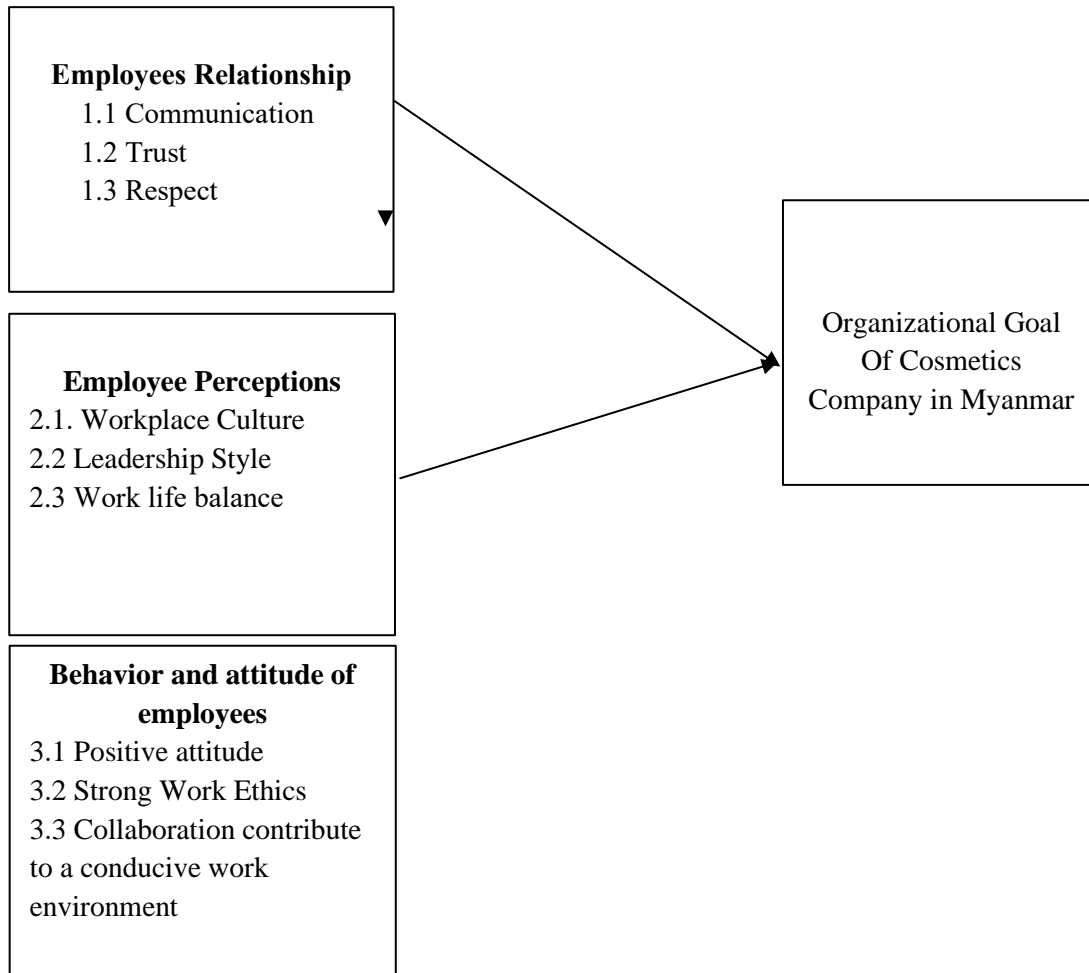 Employees Relationship
1.1 Communication
1.2 Trust
1.3 Respect
Employee Perceptions
2.1. Workplace Culture
2.2 Leadership Style
2.3 Work life balance
Behavior and attitude of
employees
3.1 Positive attitude
3.2 Strong Work Ethics
3.3 Collaboration contribute
to a conducive work
environment
Organizational Goal
Of Cosmetics
Company in Myanmar